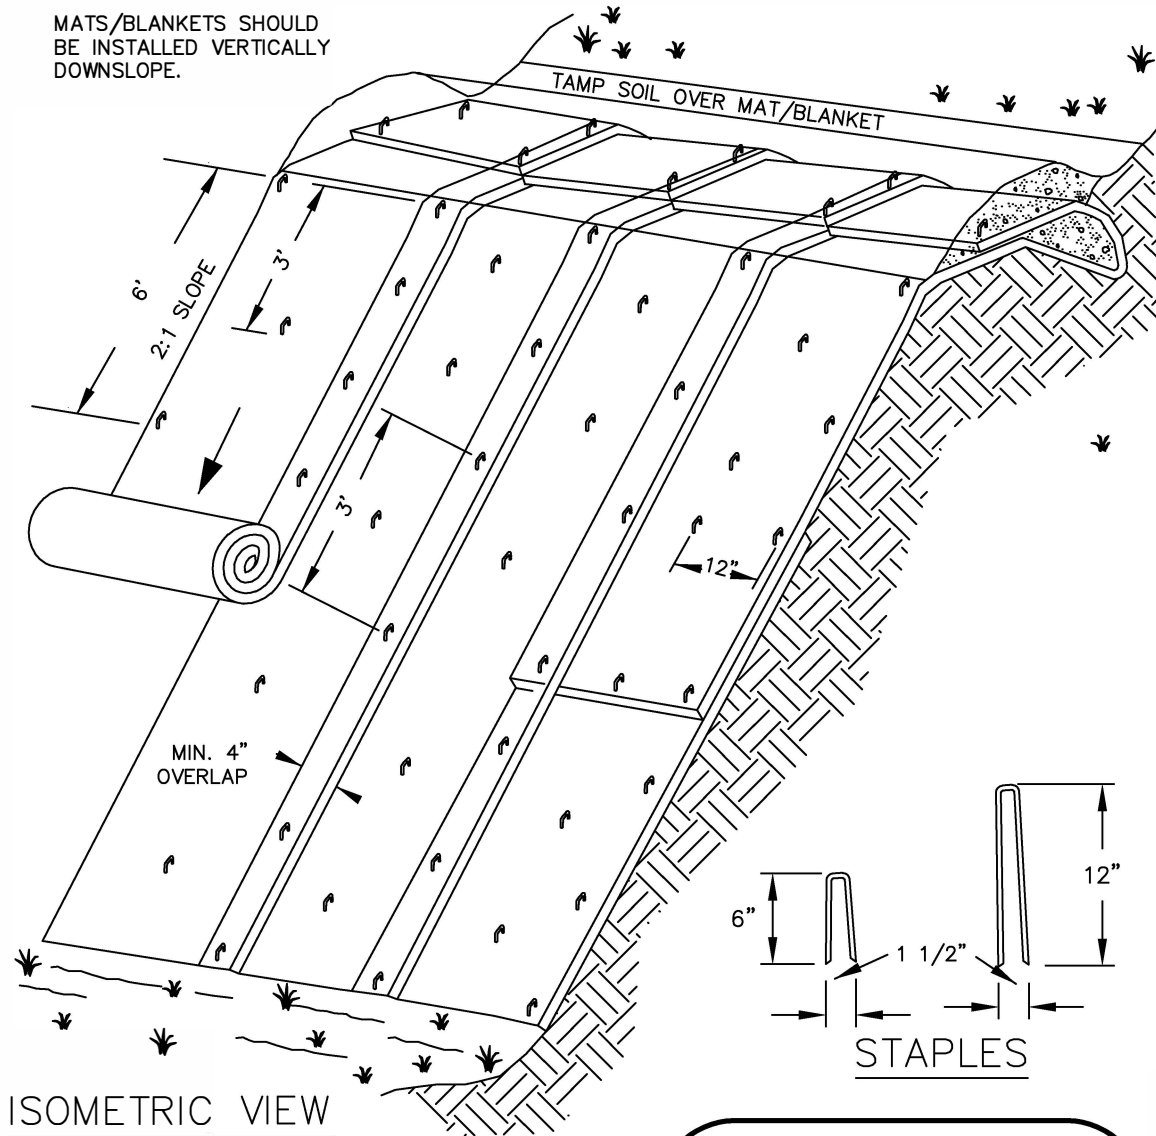 MATS/BLANKETS SHOULD
BE INSTALLED VERTICALLY
DOWNSLOPE.
TAMP SOIL OVER MAT/BLANKET
3'
6'
2:1 SLOPE
3'
12"
MIN. 4"
OVERLAP
12"
6"
1 1/2"
STAPLES
ISOMETRIC VIEW